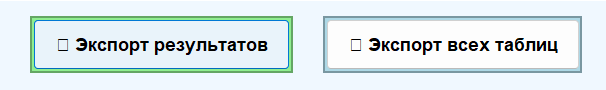 Экспорт результатов
Экспорт всех таблиц